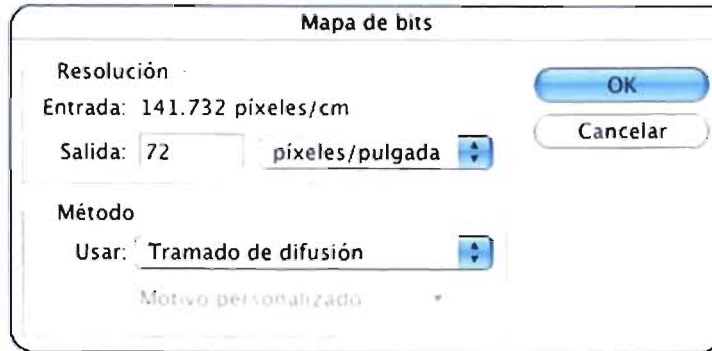 Mapa de bits
Resolución
Entrada: 141.732 píxeles/cm
Salida: 72 píxeles/pulgada
OK
Cancelar
Método
Usar: Tramado de difusión
Motivo personalizado